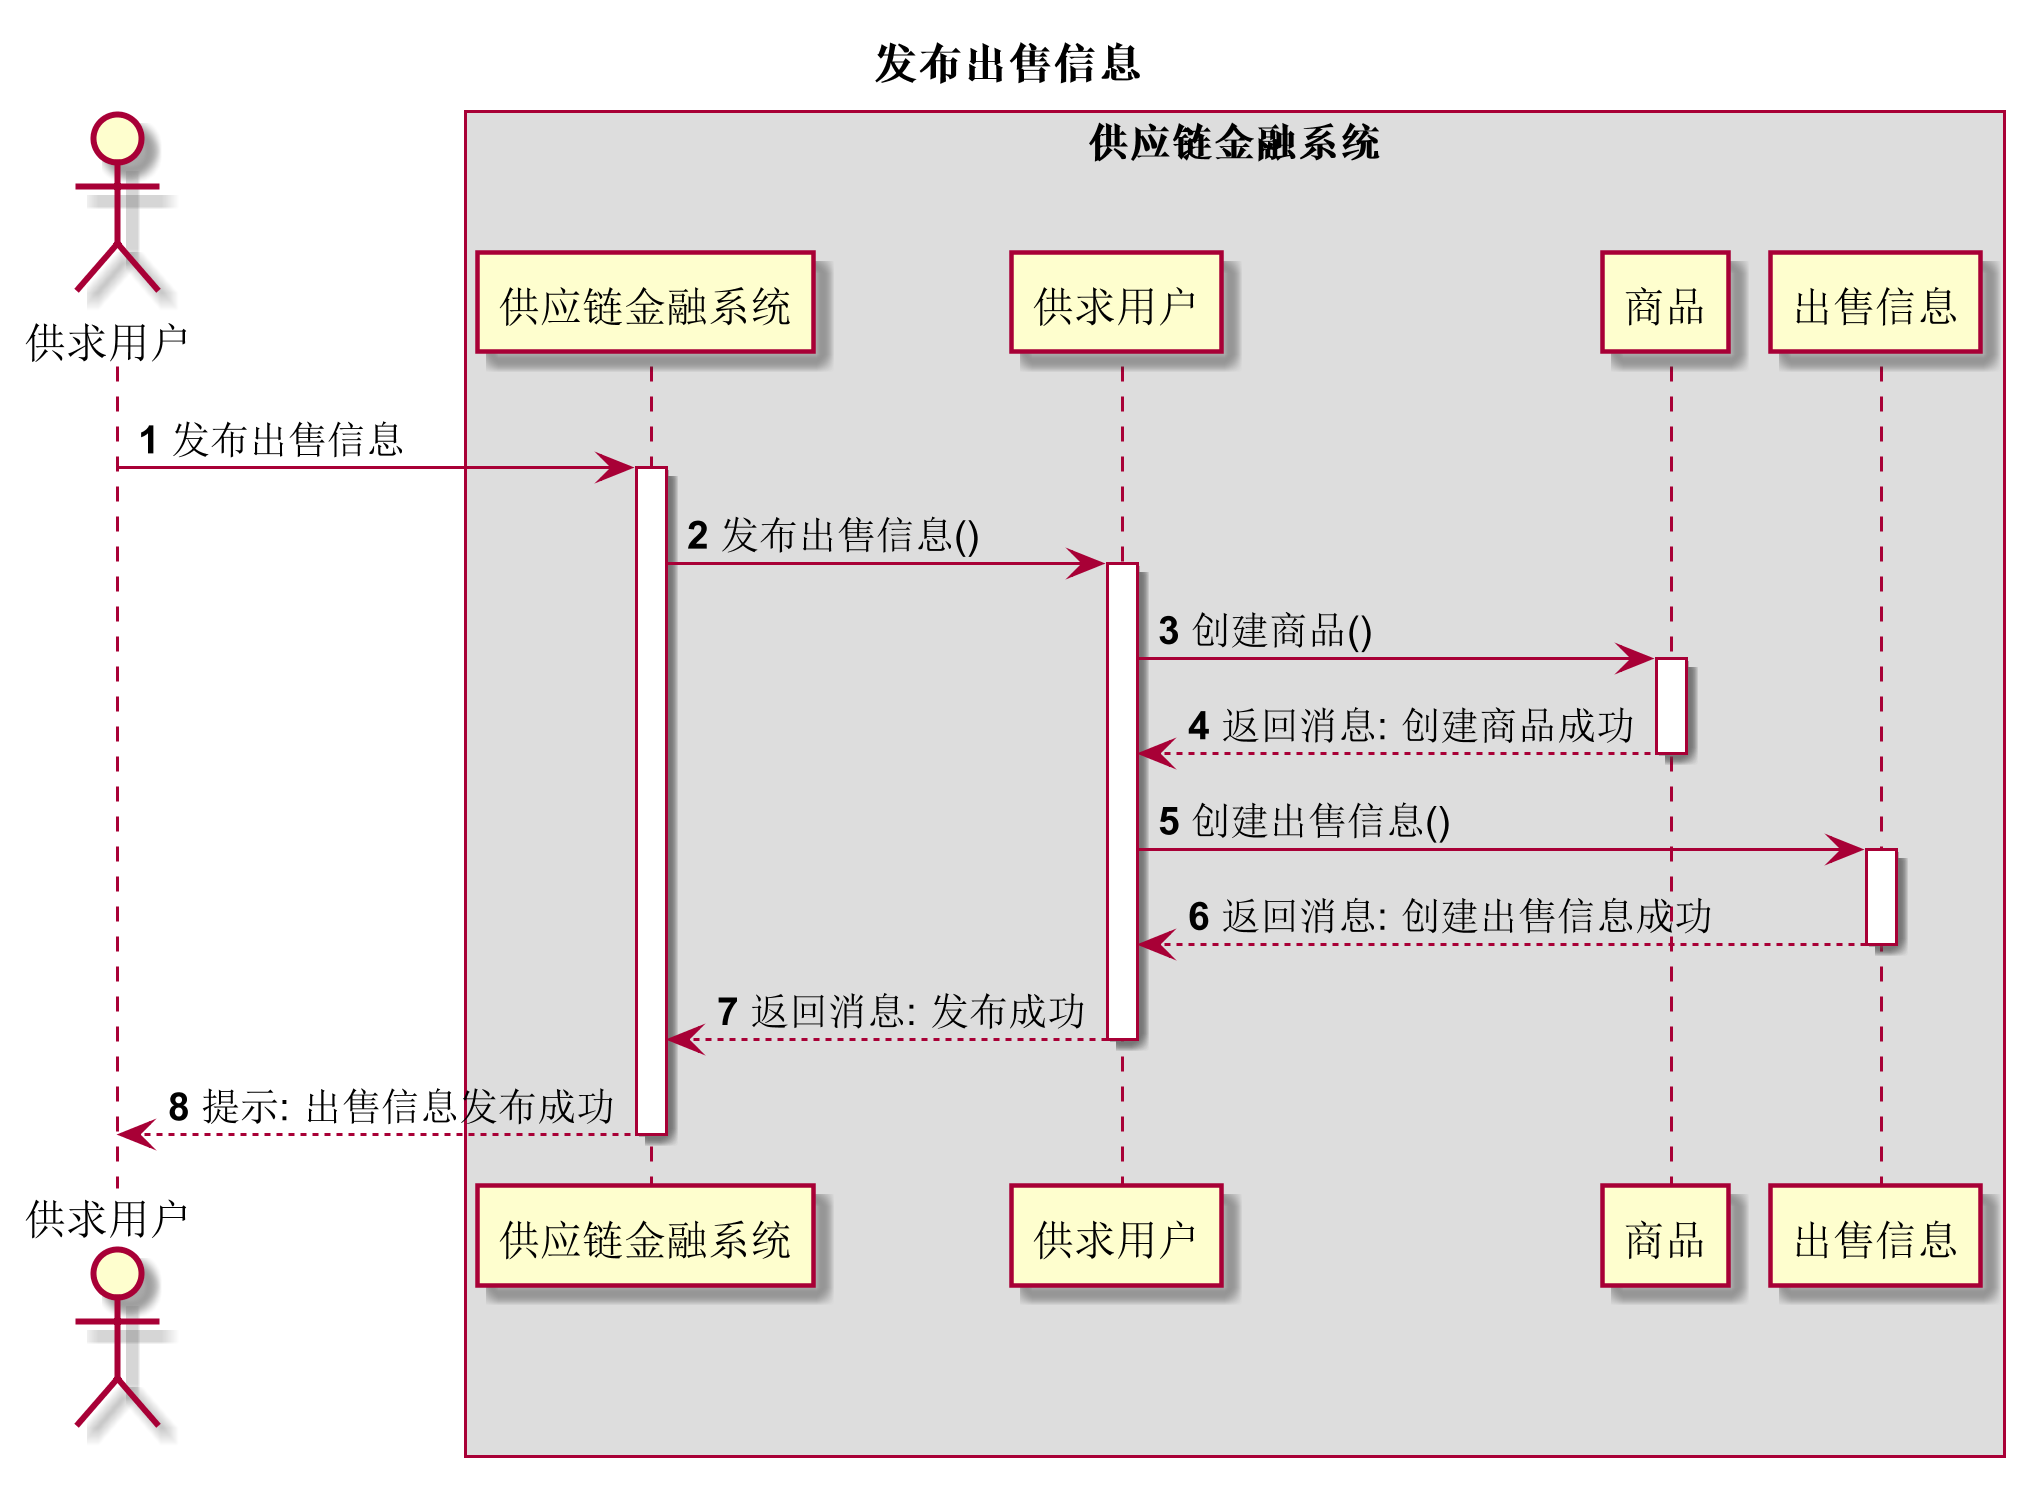 发布出售信息
供应链金融系统
供求用户
供应链金融系统
供求用户
商品
出售信息
1 发布出售信息
2 发布出售信息()
3 创建商品()
4 返回消息: 创建商品成功
5 创建出售信息()
6 返回消息: 创建出售信息成功
7 返回消息: 发布成功
8 提示: 出售信息发布成功
供求用户
供应链金融系统
供求用户
商品
出售信息